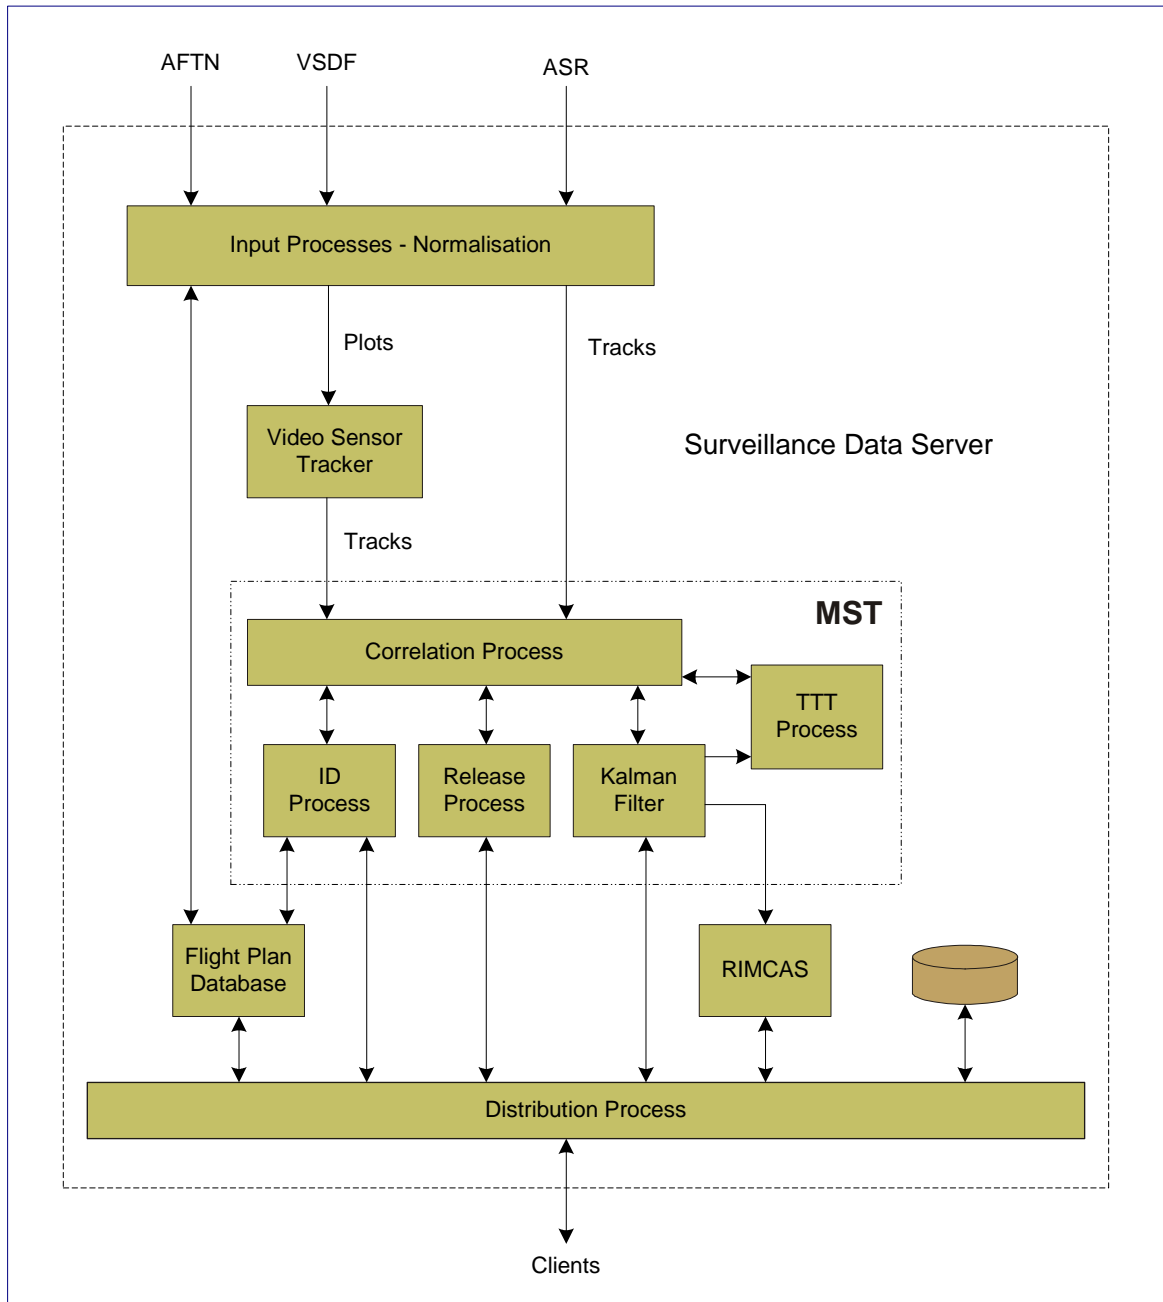 AFTN
VSDF
ASR
Input Processes - Normalisation
Plots
Tracks
Video Sensor
Tracker
Surveillance Data Server
Tracks
MST
Correlation Process
TTT
Process
ID
Process
Release
Process
Kalman
Filter
Flight Plan
Database
RIMCAS
Distribution Process
Clients